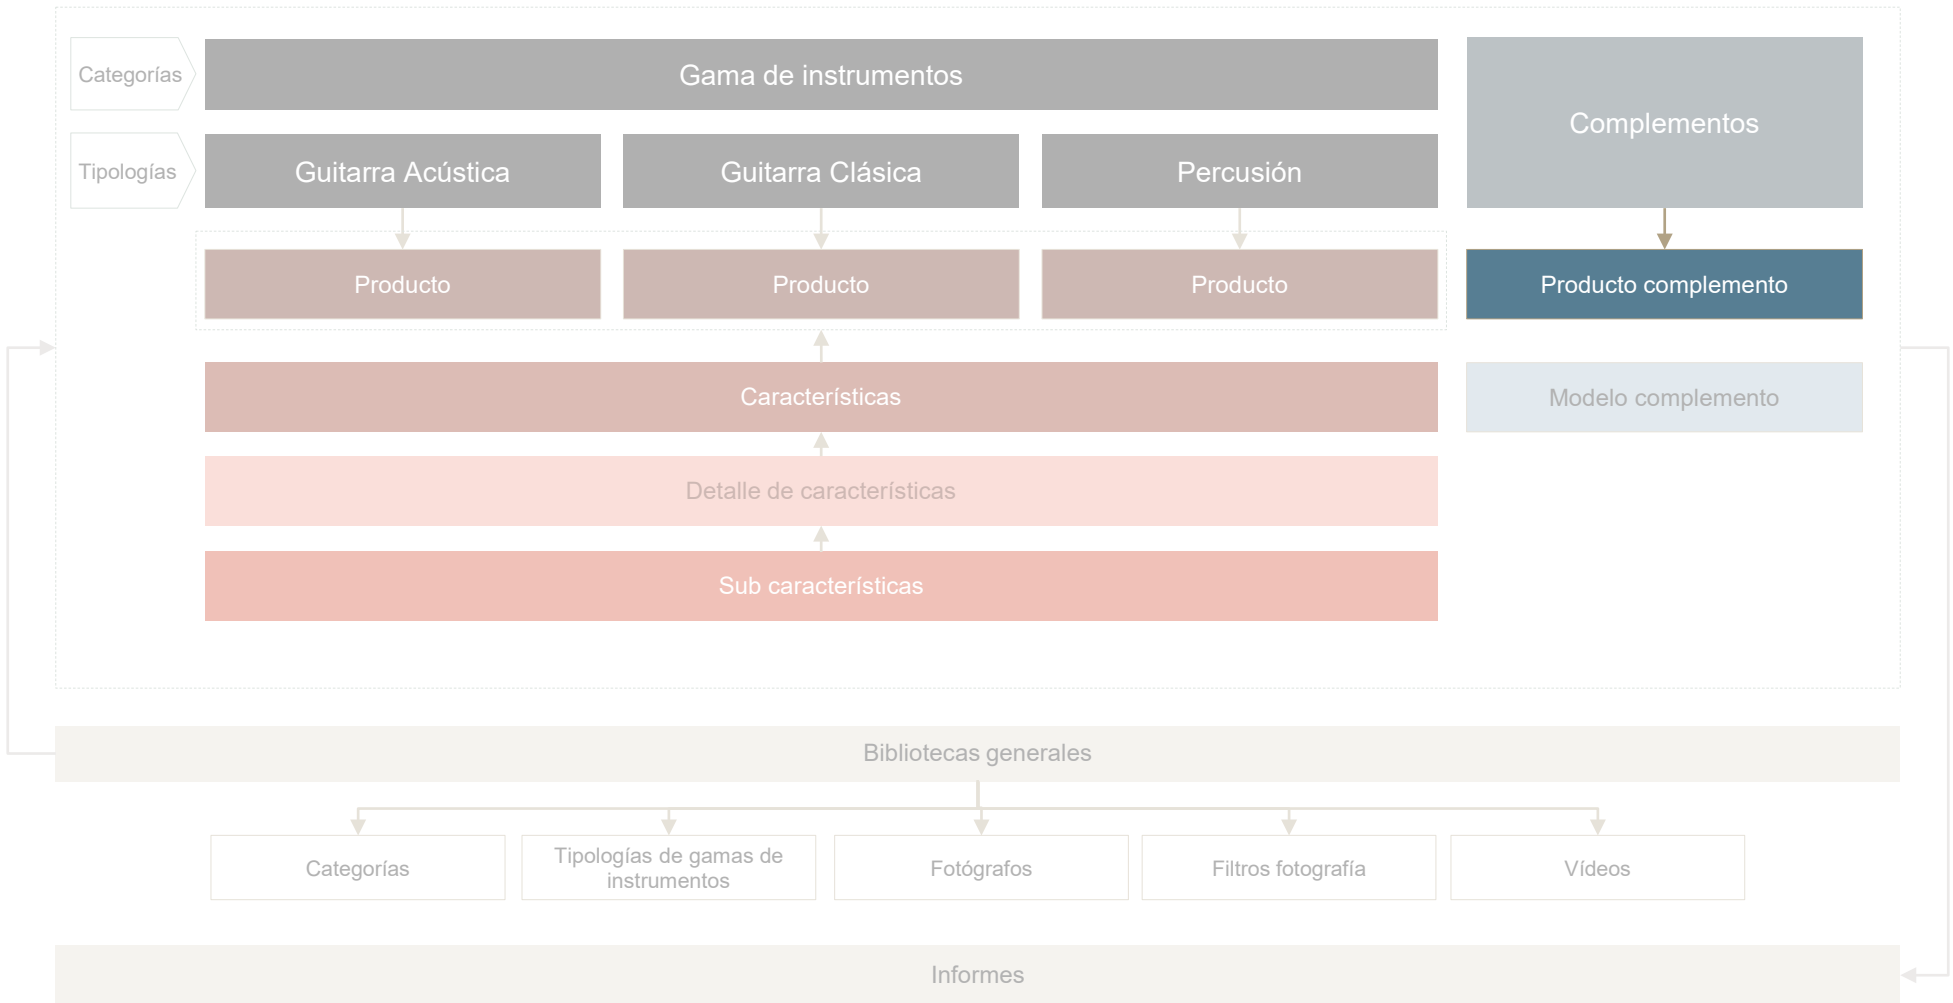 Categorías
Gama de instrumentos
Complementos
Tipologías
Guitarra Acústica
Guitarra Clásica
Percusión
Producto
Producto
Producto
Producto complemento
Características
Modelo complemento
Detalle de características
Sub características
Bibliotecas generales
Categorías
Tipologías de gamas de
instrumentos
Fotógrafos
Filtros fotografía
Vídeos
Informes